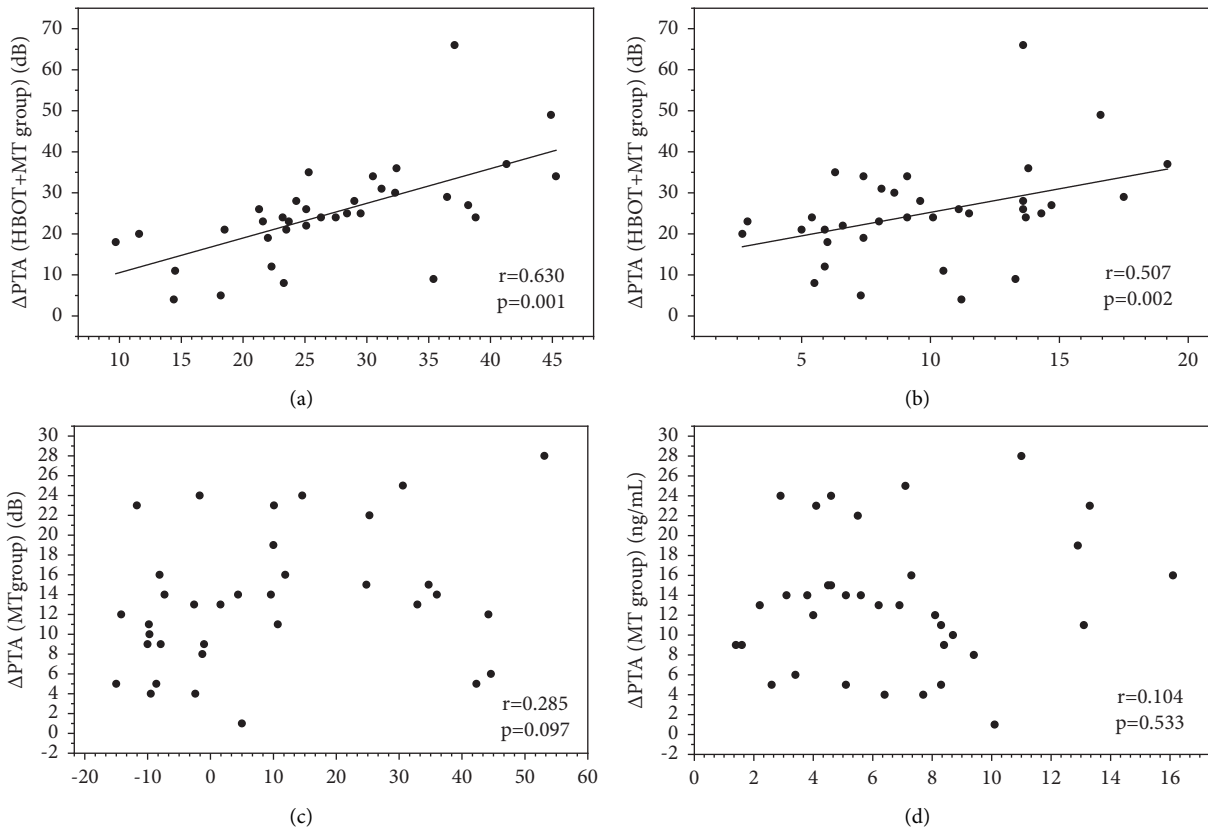 ΔPTA (HBOT+MT group) (dB)
70
60
50
40
30
20
10
0
r=0.630
p=0.001
10 15 20 25 30 35 40 45
(a)
ΔPTA (HBOT+MT group) (dB)
70
60
50
40
30
20
10
0
r=0.507
p=0.002
5 10 15 20
(b)
ΔPTA (MTgroup) (dB)
30
28
26
24
22
20
18
16
14
12
10
8
6
4
2
0
-2
r=0.285
p=0.097
-20 -10 0 10 20 30 40 50 60
(c)
ΔPTA (MT group) (ng/mL)
30
28
26
24
22
20
18
16
14
12
10
8
6
4
2
0
-2
r=0.104
p=0.533
0 2 4 6 8 10 12 14 16
(d)